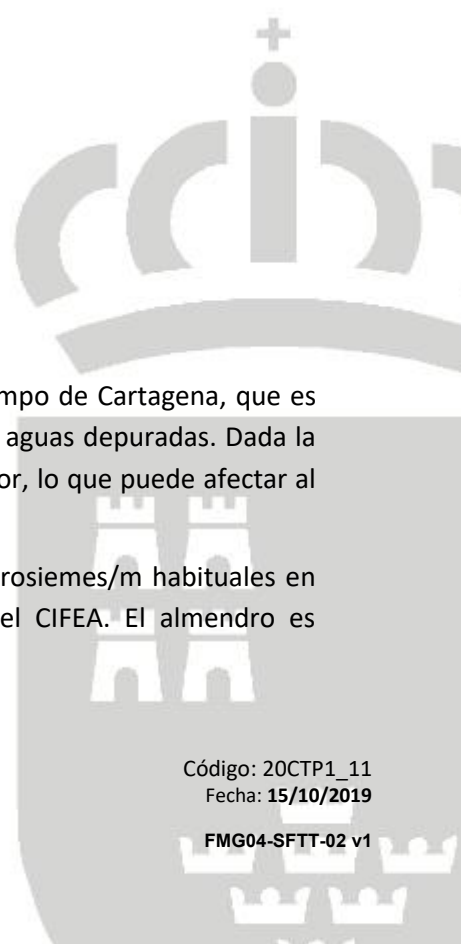 mpo de Cartagena, que es
aguas depuradas. Dada la
or, lo que puede afectar al
rosiemes/m habituales en
el CIFEA. El almendro es
Código: 20CTP1_11
Fecha: 15/10/2019
FMG04-SFTT-02 v1